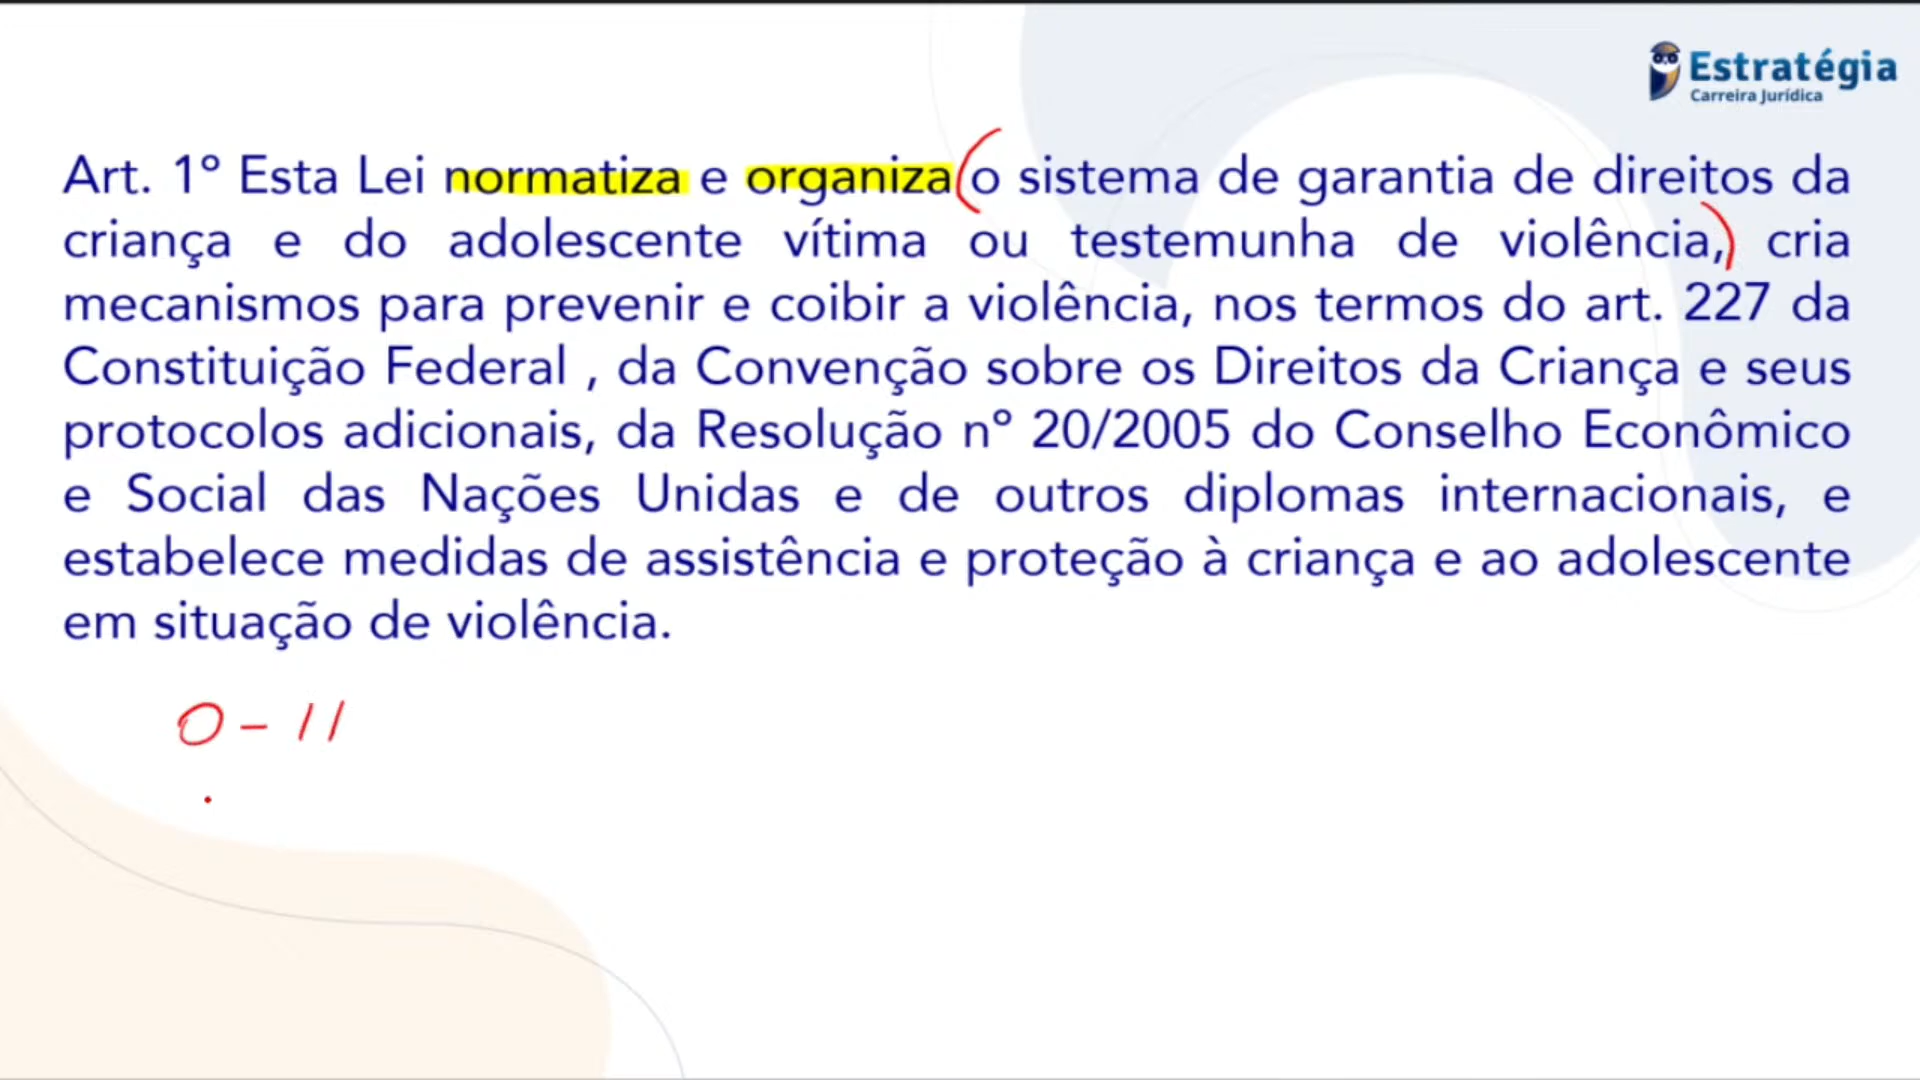 Estratégia
Carreira Jurídica
Art. 1º Esta Lei normatiza e organiza (o sistema de garantia de direitos da
criança e do adolescente vítima ou testemunha de violência,) cria
mecanismos para prevenir e coibir a violência, nos termos do art. 227 da
Constituição Federal , da Convenção sobre os Direitos da Criança e seus
protocolos adicionais, da Resolução nº 20/2005 do Conselho Econômico
e Social das Nações Unidas e de outros diplomas internacionais, e
estabelece medidas de assistência e proteção à criança e ao adolescente
em situação de violência.
0 - 11